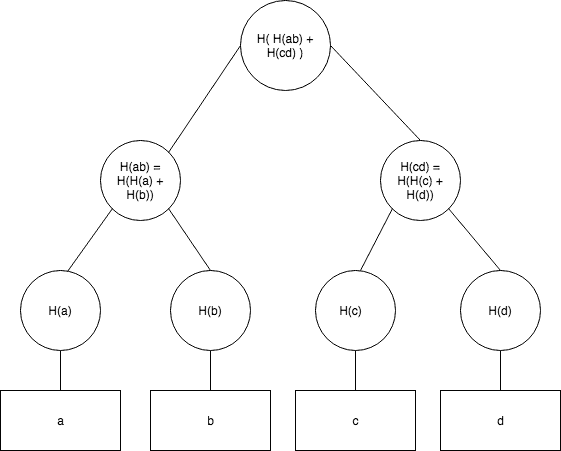 H( H(ab) +
H(cd) )
H(ab) =
H(H(a) +
H(b))
H(cd) =
H(H(c) +
H(d))
H(a)
H(b)
H(c)
H(d)
a
b
c
d